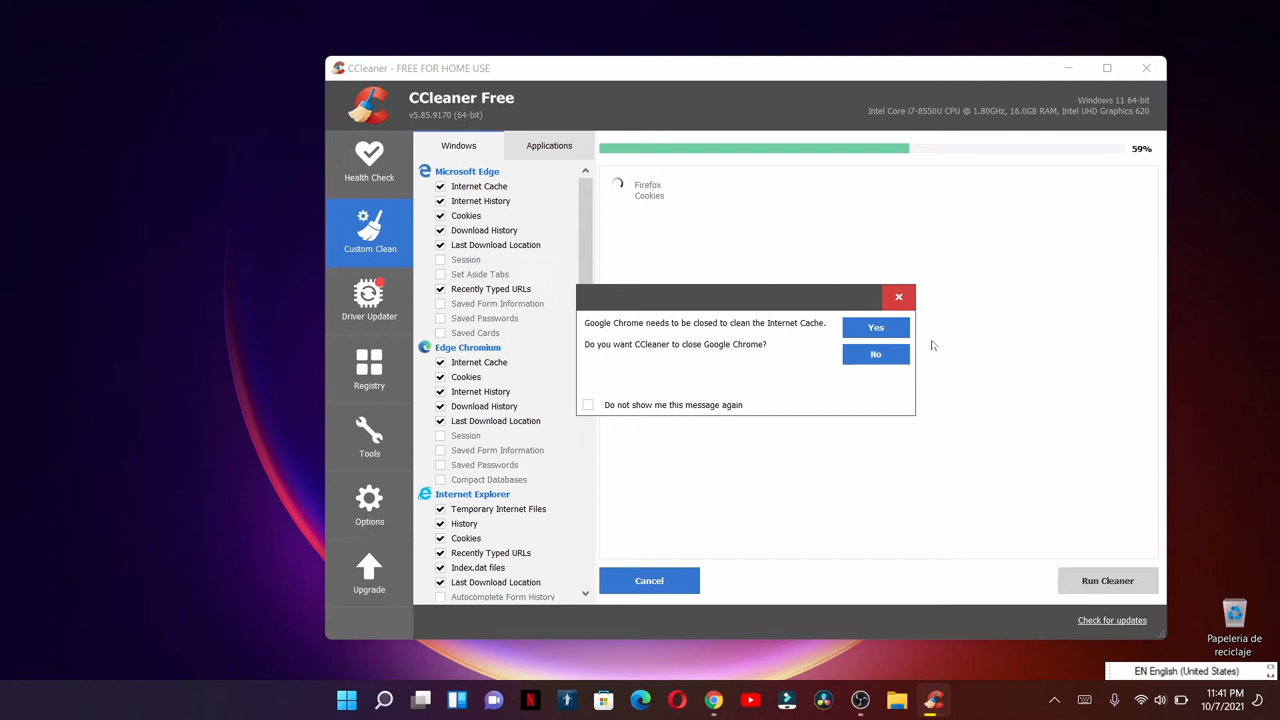 CCleaner - FREE FOR HOME USE
CCleaner Free
v5.85.9170 (64-bit)
Windows 11 64-bit
Intel Core i7-8550U CPU @ 1.80GHz, 16.0GB RAM, Intel UHD Graphics 620
Health Check
Custom Clean
Driver Updater
Registry
Tools
Options
Upgrade
Windows
Applications
Microsoft Edge
Internet Cache
Internet History
Cookies
Download History
Last Download Location
Session
Set Aside Tabs
Recently Typed URLs
Saved Form Information
Saved Passwords
Saved Cards
Edge Chromium
Internet Cache
Cookies
Internet History
Download History
Last Download Location
Session
Saved Form Information
Saved Passwords
Compact Databases
Internet Explorer
Temporary Internet Files
History
Cookies
Recently Typed URLs
Index.dat files
Last Download Location
Autocomplete Form History
59%
Firefox
Cookies
Google Chrome needs to be closed to clean the Internet Cache.
Do you want CCleaner to close Google Chrome?
Yes
No
Do not show me this message again
Cancel
Run Cleaner
Check for updates
Papelería de
reciclaje
EN English (United States)
11:41 PM
10/7/2021